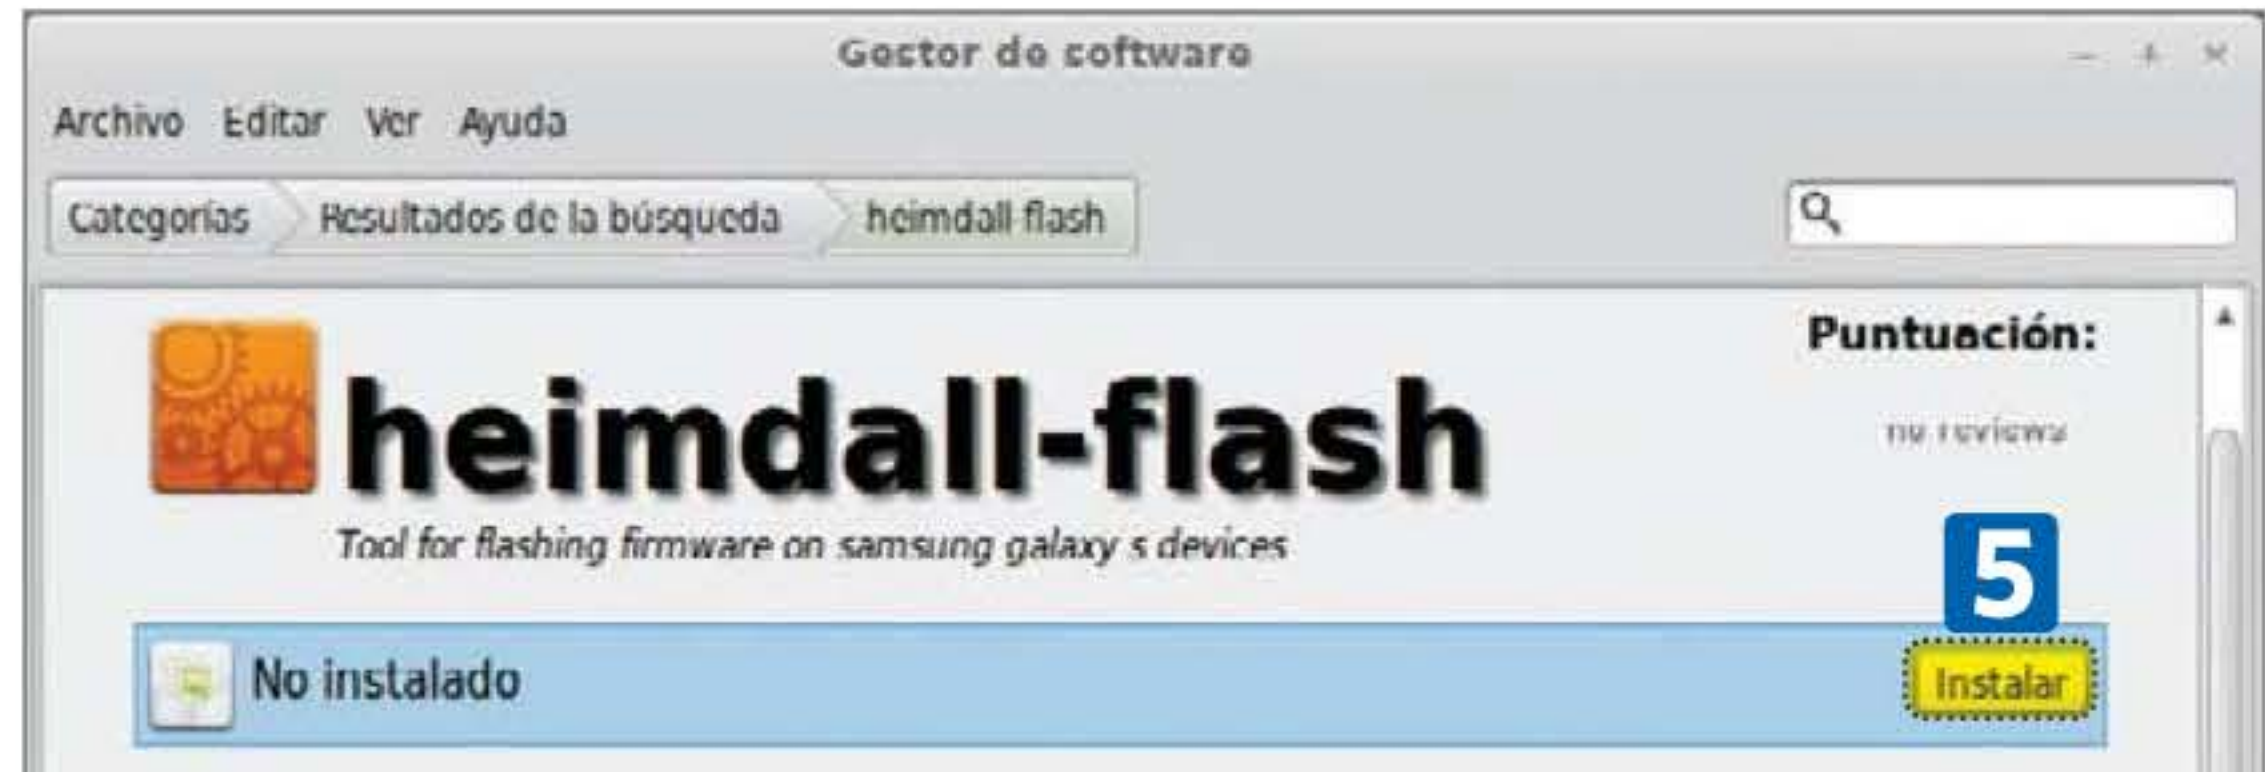 Gestor de software
Archivo Editar Ver Ayuda
Categorías Resultados de la búsqueda heimdall-flash
Puntuación:
heimdall-flash
no reviews
Tool for flashing firmware on samsung galaxy s devices
5
No instalado Instalar